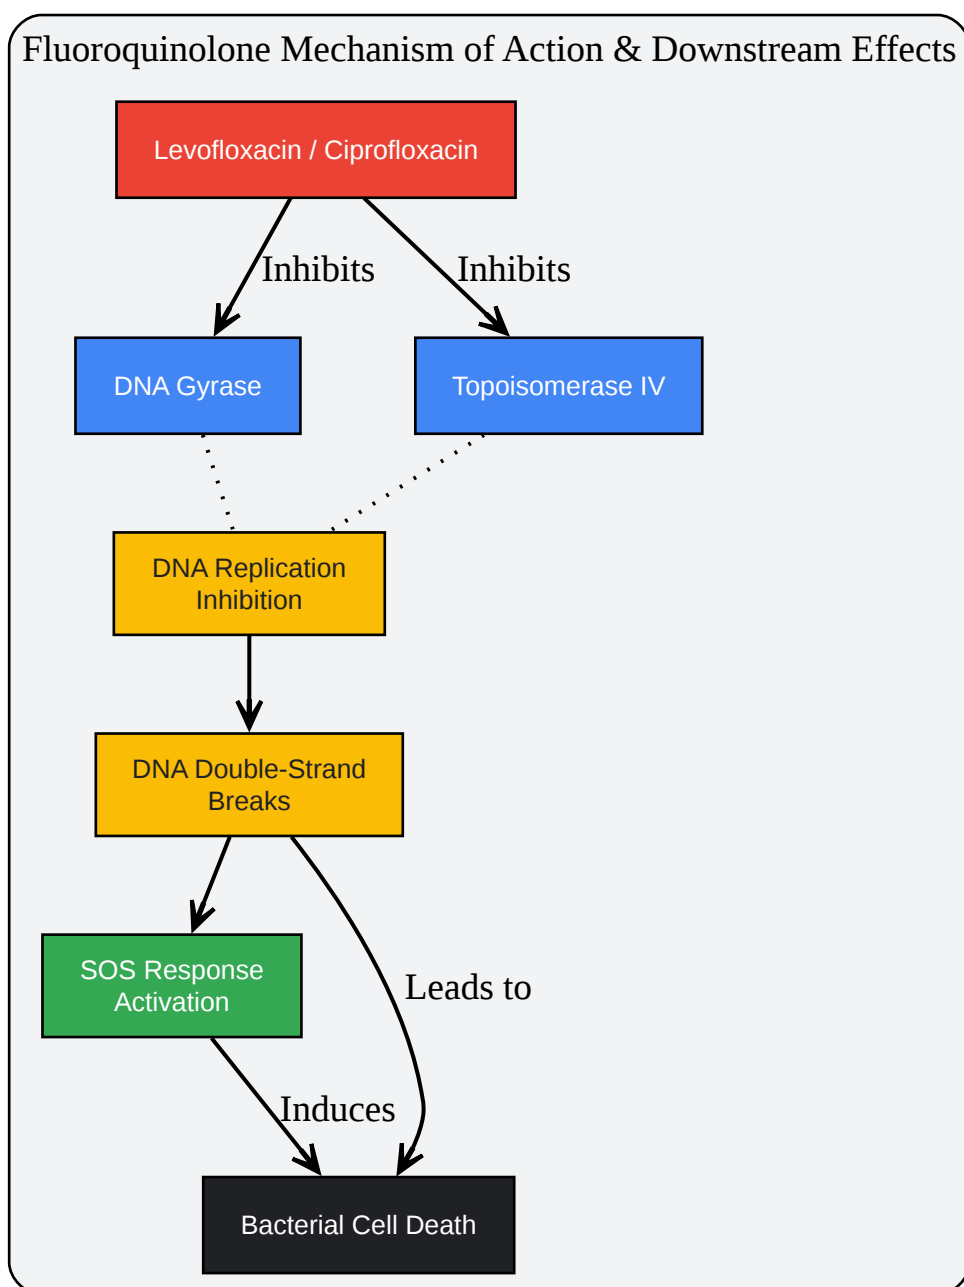 Fluoroquinolone Mechanism of Action & Downstream Effects
Levofloxacin / Ciprofloxacin
Inhibits
Inhibits
DNA Gyrase
Topoisomerase IV
DNA Replication
Inhibition
DNA Double-Strand
Breaks
SOS Response
Activation
Leads to
Induces
Bacterial Cell Death